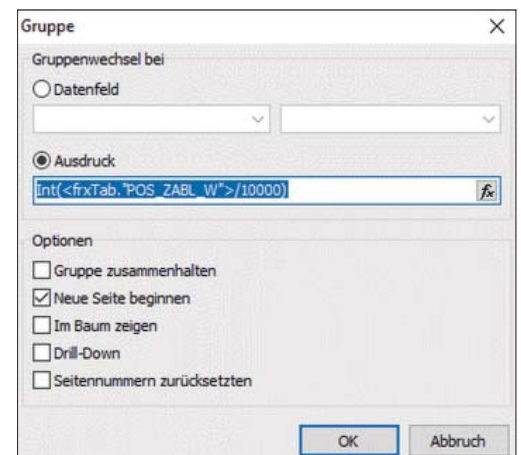 Gruppe
Gruppenwechsel bei
Datenfeld
Ausdruck
Int(<frxTab."POS_ZABL_W">/10000)
fx
Optionen
Gruppe zusammenhalten
Neue Seite beginnen
Im Baum zeigen
Drill-Down
Seitennummern zurücksetzten
OK
Abbruch